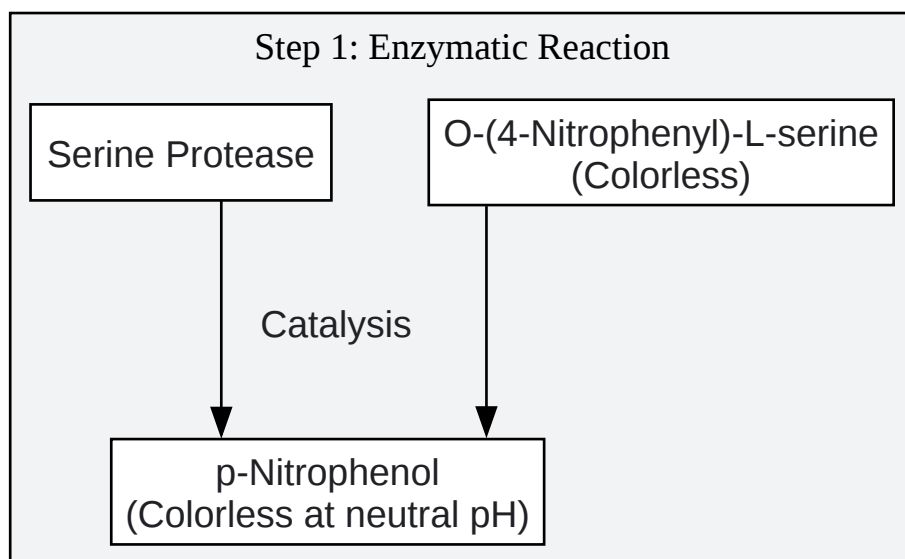 Step 1: Enzymatic Reaction
Serine Protease
O-(4-Nitrophenyl)-L-serine
(Colorless)
Catalysis
p-Nitrophenol
(Colorless at neutral pH)